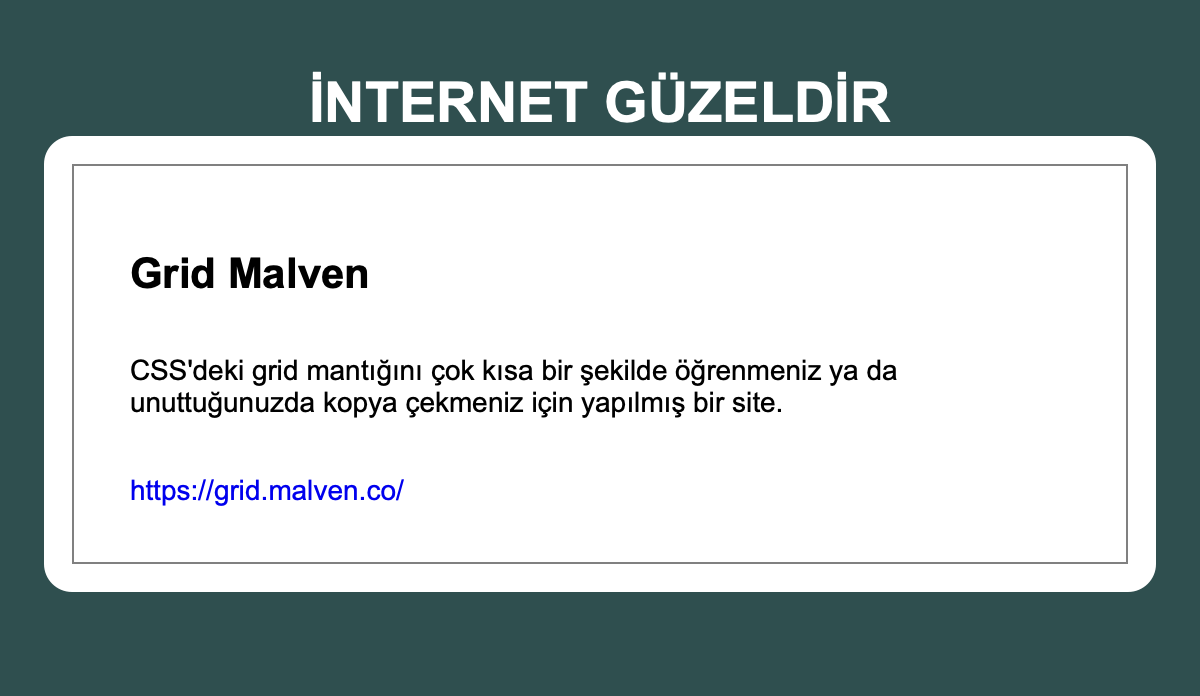 İNTERNET GÜZELDİR
Grid Malven
CSS'deki grid mantığını çok kısa bir şekilde öğrenmeniz ya da
unuttuğunuzda kopya çekmeniz için yapılmış bir site.
https://grid.malven.co/